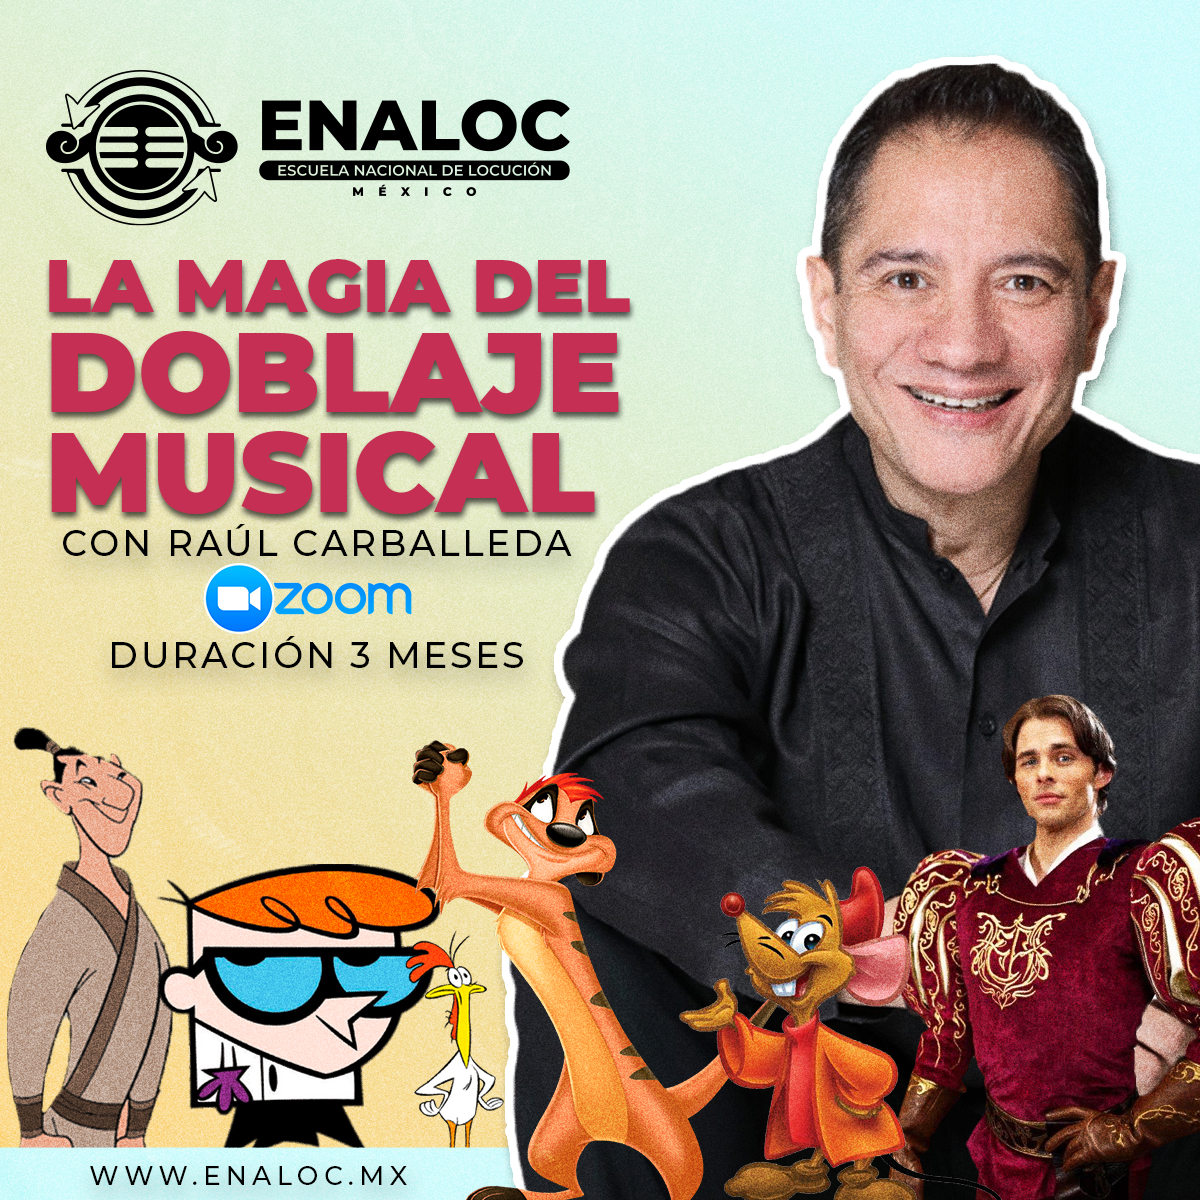 ENALOC
ESCUELA NACIONAL DE LOCUCIÓN
MÉXICO
LA MAGIA DEL
DOBLAJE
MUSICAL
CON RAÚL CARBALLEDA
zoom
DURACIÓN 3 MESES
WWW.ENALOC.MX